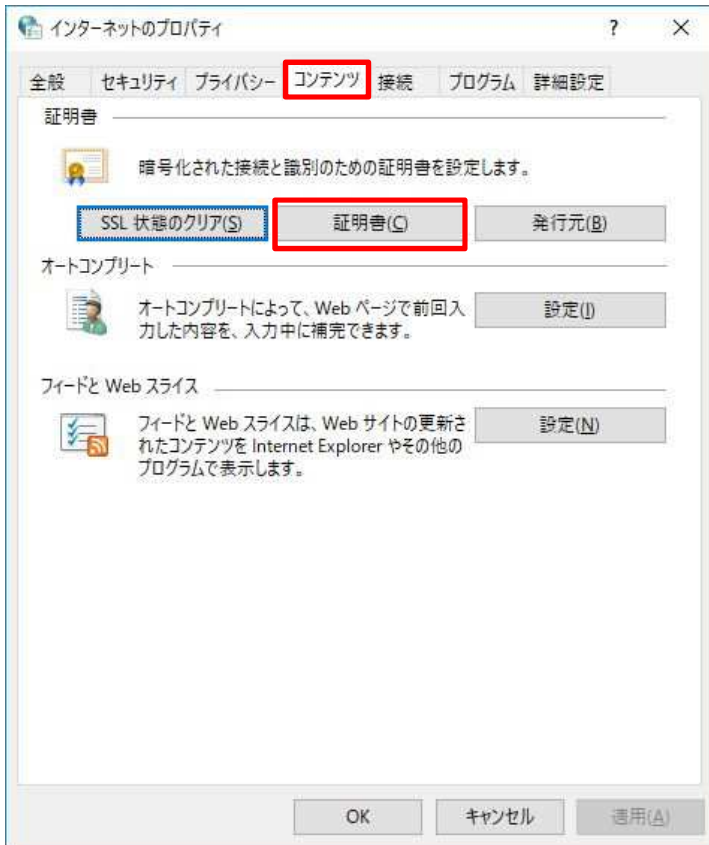 インターネットのプロパティ ? ×
全般 セキュリティ プライバシー コンテンツ 接続 プログラム 詳細設定
証明書
暗号化された接続と識別のための証明書を設定します。
SSL 状態のクリア(S) 証明書(C) 発行元(B)
オートコンプリート
オートコンプリートによって、Web ページで前回入
力した内容を、入力中に補完できます。
設定(I)
フィードと Web スライス
フィードと Web スライスは、Web サイトの更新さ
れたコンテンツを Internet Explorer やその他の
プログラムで表示します。
設定(N)
OK キャンセル 適用(A)